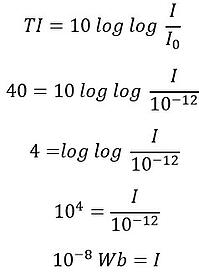 TI = 10 log log I/I₀
40 = 10 log log I/10⁻¹²
4 =log log I/10⁻¹²
10⁴ = I/10⁻¹²
10⁻⁸ Wb = I